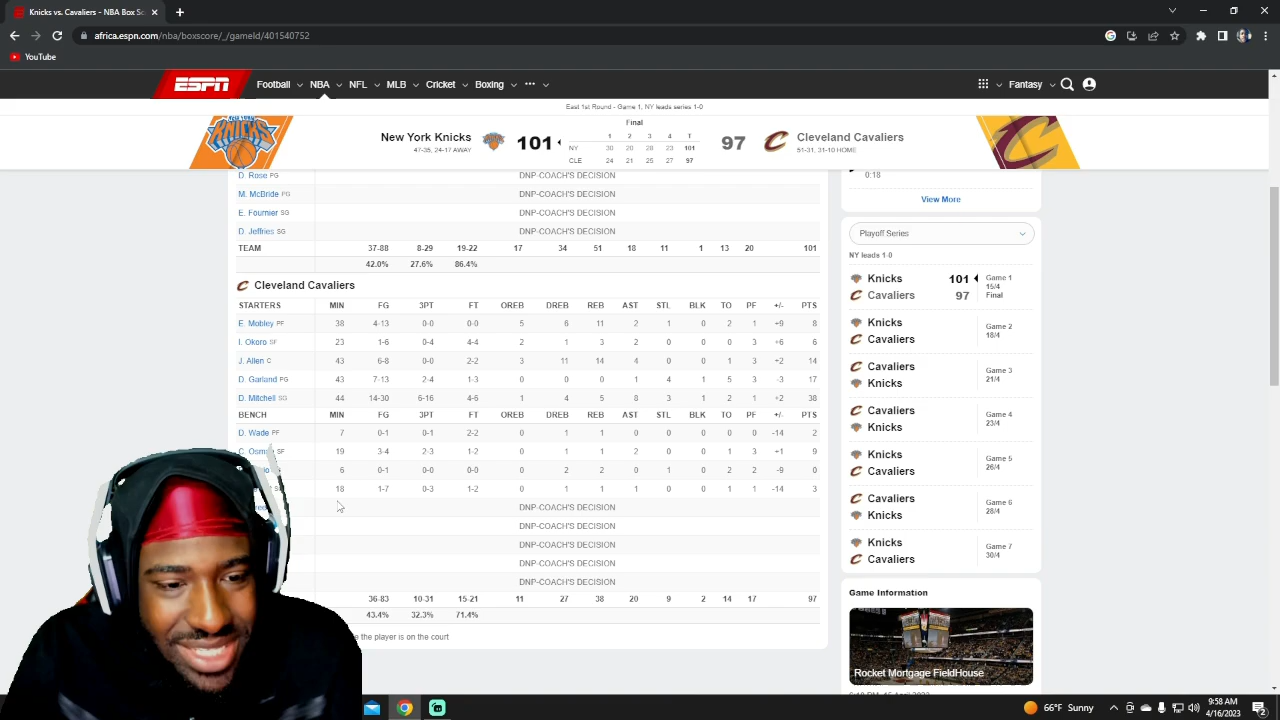 Knicks vs. Cavaliers - NBA Box Sc
africa.espn.com/nba/boxscore/_/gameId/401540752
YouTube
ESPN Football NBA NFL MLB Boxing Fantasy
East 1st Round - Game 1, NY leads series 1-0
New York Knicks 101 Final 97 Cleveland Cavaliers
47-35, 24-17 AWAY 51-31, 31-10 HOME
1 2 3 4 T
NY 30 20 28 23 101
CLE 24 21 25 27 97
D. Rose PG DNP-COACH'S DECISION
M. McBride PG DNP-COACH'S DECISION
E. Fournier SG DNP-COACH'S DECISION
D. Jeffries SG DNP-COACH'S DECISION
TEAM 37-88 8-29 19-22 17 34 51 18 11 1 13 20 101
42.0% 27.6% 86.4%
Cleveland Cavaliers
STARTERS MIN FG 3PT FT OREB DREB REB AST STL BLK TO PF +/- PTS
E. Mobley PF 38 4-13 0-0 0-0 5 6 11 2 1 0 2 1 +9 8
I. Okoro SF 23 1-6 0-4 4-4 2 1 3 2 0 0 0 3 +6 6
J. Allen C 43 6-8 0-0 2-2 3 11 14 4 0 0 1 3 +2 14
D. Garland PG 43 7-13 2-4 1-3 0 0 0 1 4 1 5 3 -3 17
D. Mitchell SG 44 14-30 6-16 4-6 1 4 5 8 3 1 2 1 +2 38
BENCH MIN FG 3PT FT OREB DREB REB AST STL BLK TO PF +/- PTS
D. Wade PF 7 0-1 0-1 2-2 0 1 1 0 0 0 0 0 -14 2
SF 19 3-4 2-3 1-2 0 1 1 2 0 0 1 3 +1 9
6 0-1 0-0 0-0 0 2 2 0 1 0 2 2 -9 0
18 1-7 0-3 1-2 0 1 1 1 0 0 1 1 -14 3
DNP-COACH'S DECISION
DNP-COACH'S DECISION
DNP-COACH'S DECISION
DNP-COACH'S DECISION
DNP-COACH'S DECISION
36-83 10-31 15-21 11 27 38 20 9 2 14 17 97
43.4% 32.3% 71.4%
the player is on the court
0:18
View More
Playoff Series
NY leads 1-0
Knicks 101 Game 1
Cavaliers 97 15/4
Final
Knicks Game 2
Cavaliers 18/4
Cavaliers Game 3
Knicks 21/4
Cavaliers Game 4
Knicks 23/4
Knicks Game 5
Cavaliers 26/4
Cavaliers Game 6
Knicks 28/4
Knicks Game 7
Cavaliers 30/4
Game Information
Rocket Mortgage FieldHouse
66°F Sunny
9:58 AM
4/16/2023